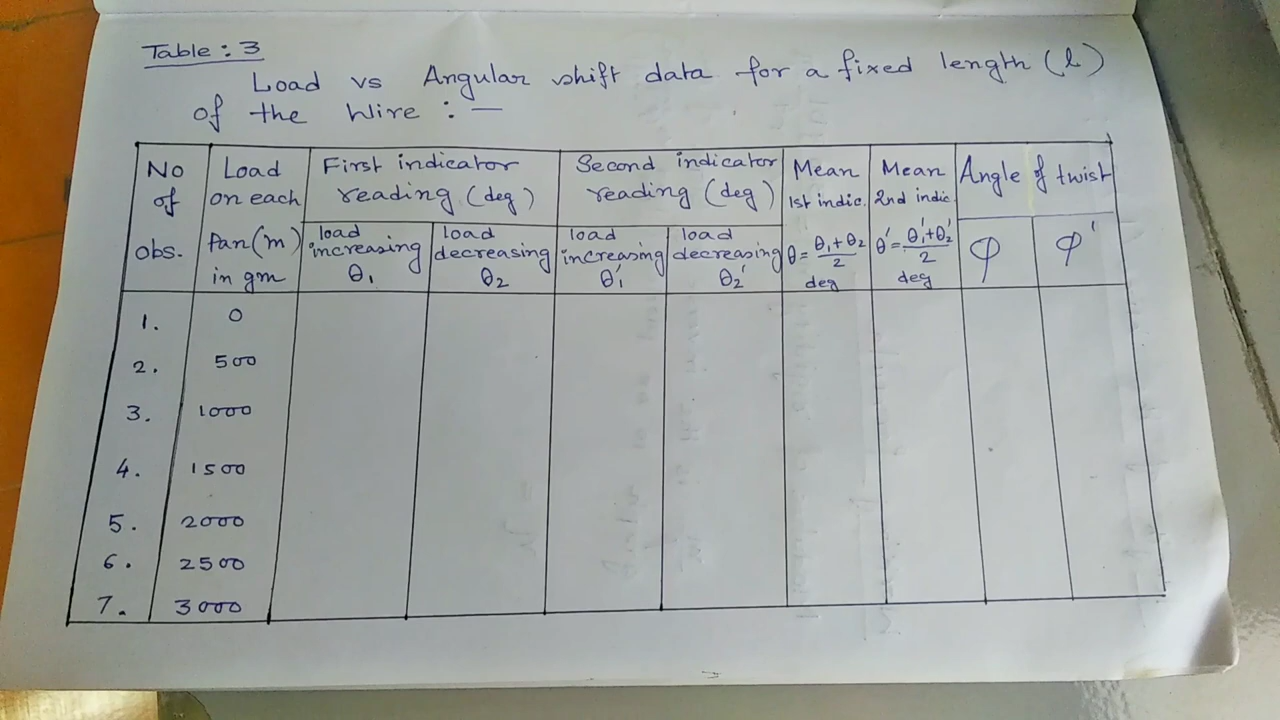 Table : 3
Load vs Angular shift data for a fixed length (l)
of the Wire : —
No of obs.
Load on each Pan(m) in gm
First indicator reading (deg)
load increasing θ₁
load decreasing θ₂
Second indicator reading (deg)
load increasing θ₁'
load decreasing θ₂'
Mean 1st indic. θ = θ₁ + θ₂ / 2 deg
Mean 2nd indic. θ' = θ₁' + θ₂' / 2 deg
Angle of twist
φ φ'
1. 0
2. 500
3. 1000
4. 1500
5. 2000
6. 2500
7. 3000